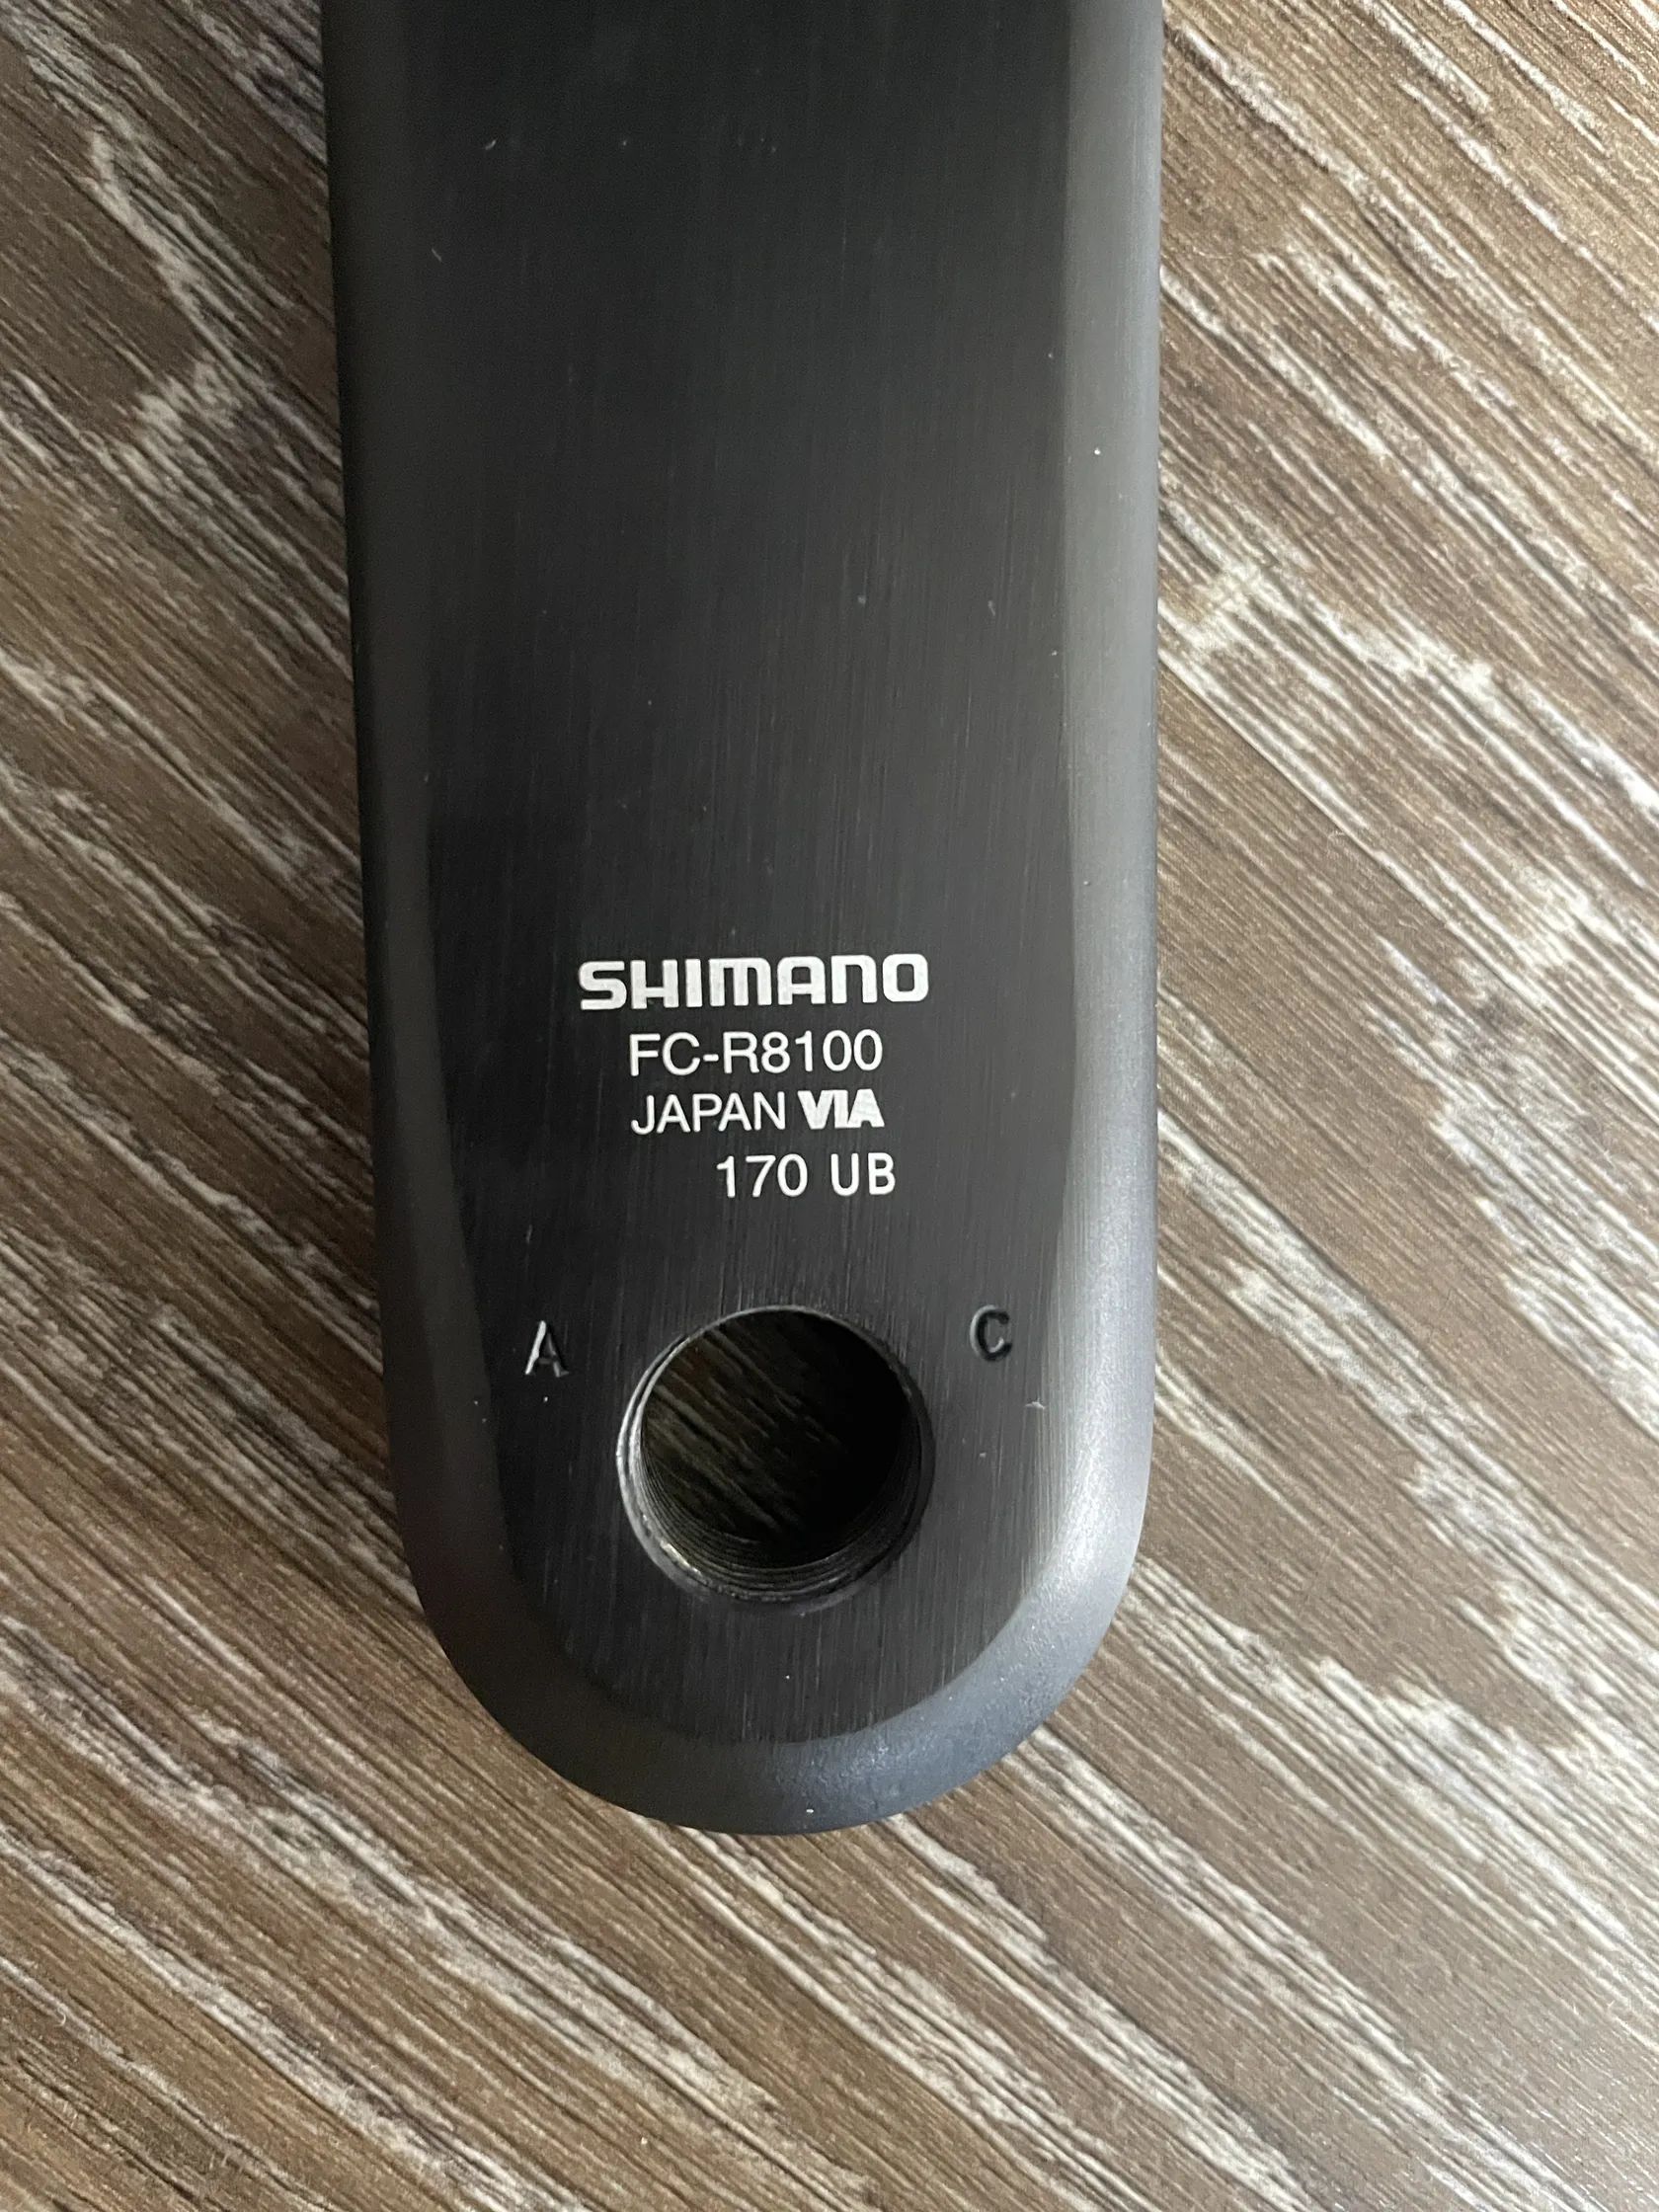 SHIMANO
FC-R8100
JAPAN VIA
170 UB
A C